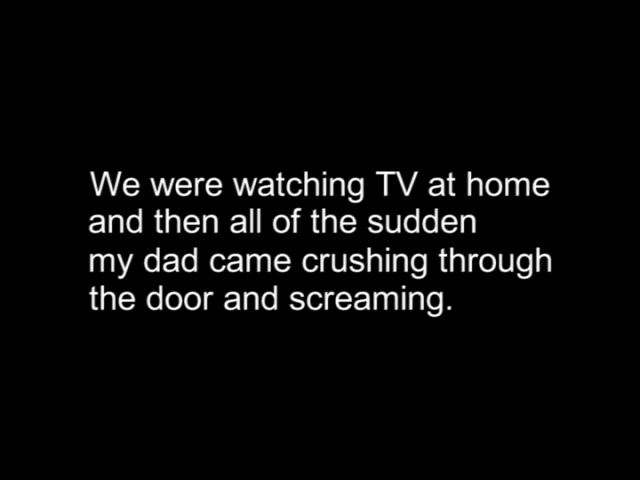 We were watching TV at home
and then all of the sudden
my dad came crushing through
the door and screaming.